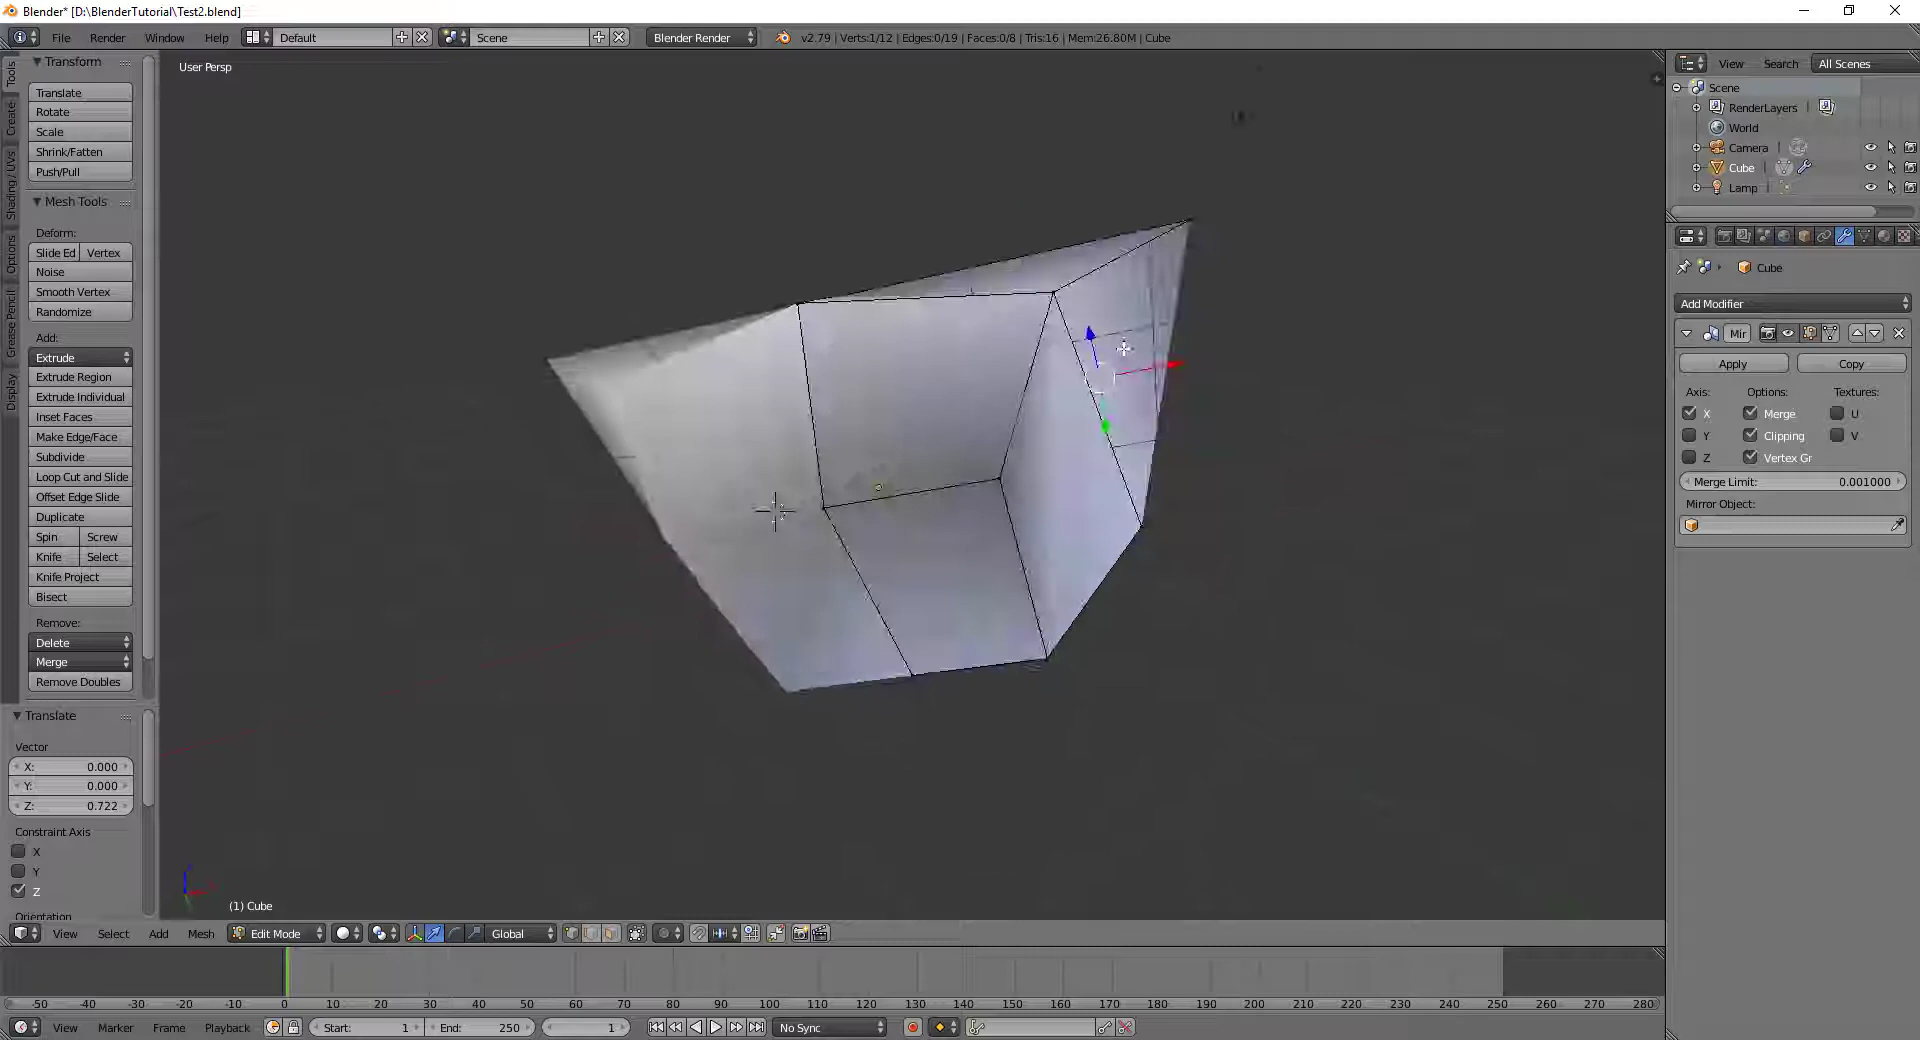 Blender* [D:\BlenderTutorial\Test2.blend]
File Render Window Help Default Scene Blender Render v2.79 | Verts:1/12 | Edges:0/19 | Faces:0/8 | Tris:16 | Mem:26.80M | Cube
Tools
Create
Shading / UVs
Options
Grease Pencil
Display
Transform
Translate
Rotate
Scale
Shrink/Fatten
Push/Pull
Mesh Tools
Deform:
Slide Ed Vertex
Noise
Smooth Vertex
Randomize
Add:
Extrude
Extrude Region
Extrude Individual
Inset Faces
Make Edge/Face
Subdivide
Loop Cut and Slide
Offset Edge Slide
Duplicate
Spin Screw
Knife Select
Knife Project
Bisect
Remove:
Delete
Merge
Remove Doubles
Translate
Vector
X: 0.000
Y: 0.000
Z: 0.722
Constraint Axis
X
Y
Z
Orientation
User Persp
(1) Cube
View Select Add Mesh Edit Mode Global
View Search All Scenes
Scene
RenderLayers
World
Camera
Cube
Lamp
Cube
Add Modifier
Mir
Apply Copy
Axis: Options: Textures:
X Merge U
Y Clipping V
Z Vertex Gr
Merge Limit: 0.001000
Mirror Object:
-50 -40 -30 -20 -10 0 10 20 30 40 50 60 70 80 90 100 110 120 130 140 150 160 170 180 190 200 210 220 230 240 250 260 270 280
View Marker Frame Playback Start: 1 End: 250 1 No Sync